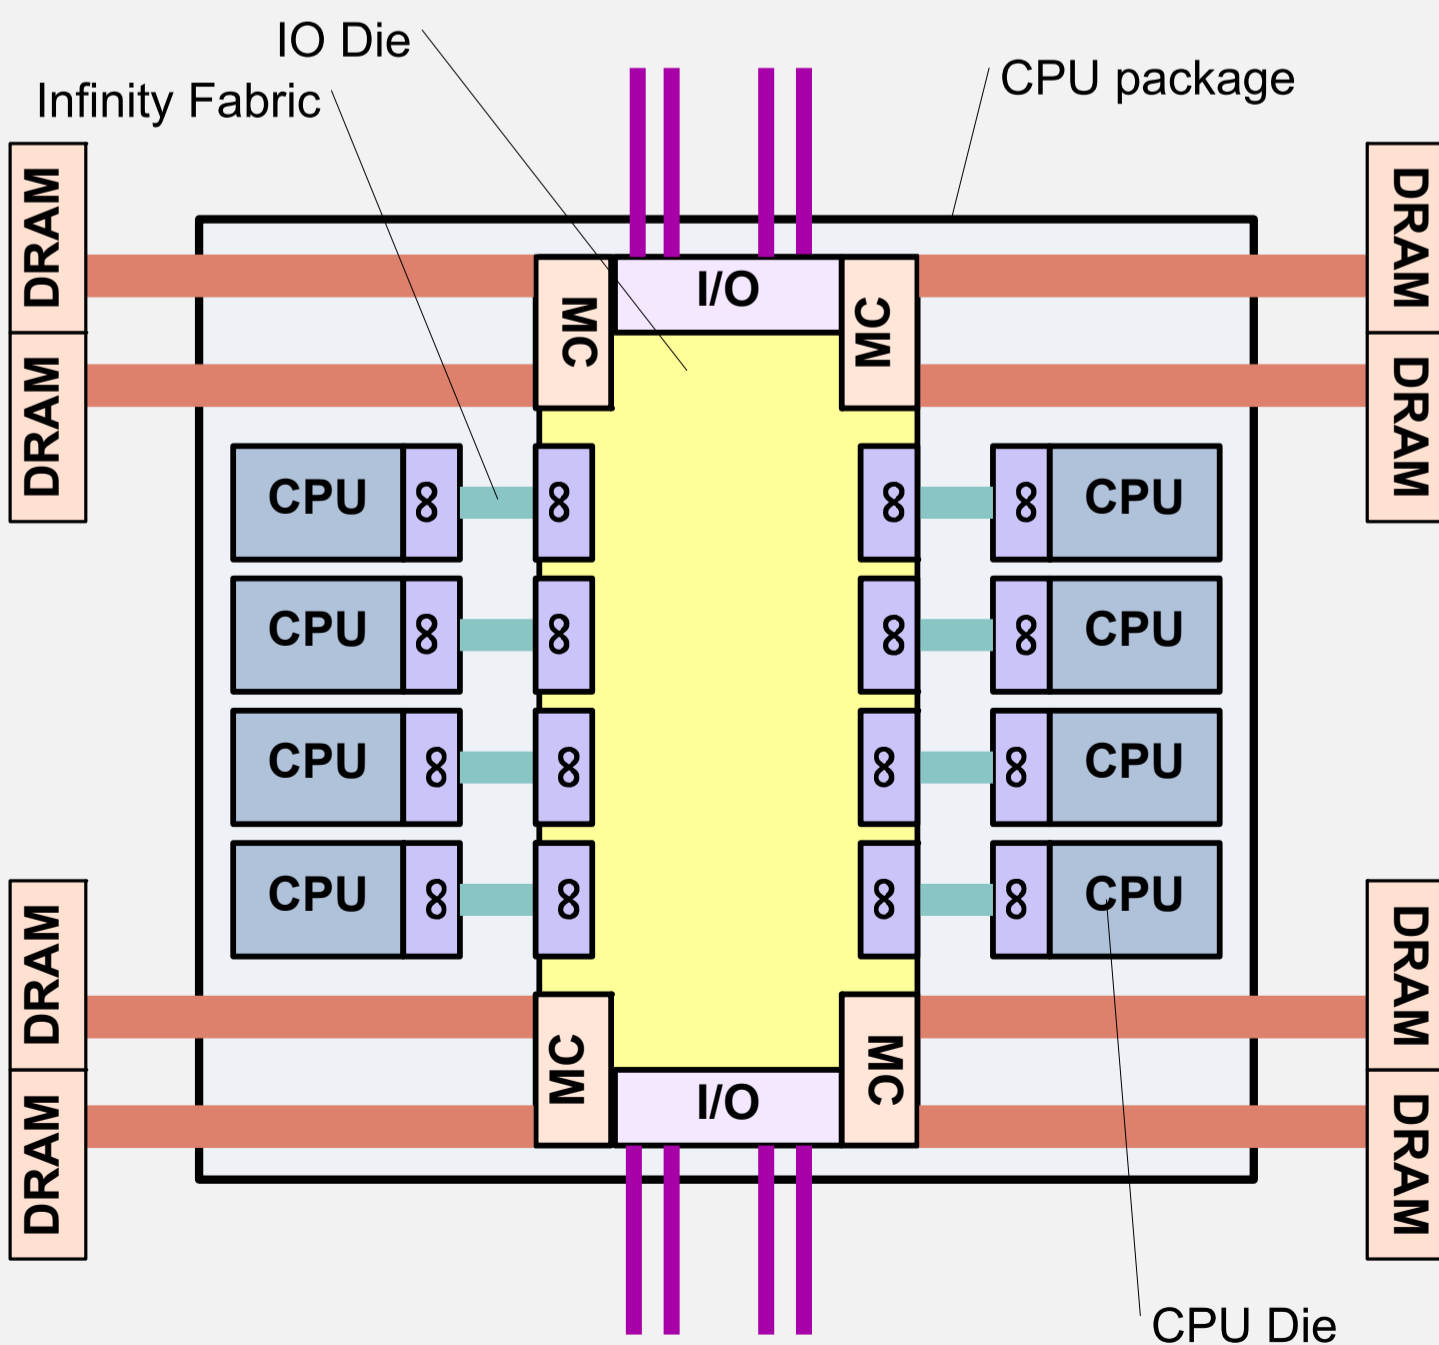 IO Die
Infinity Fabric
CPU package
DRAM
DRAM
DRAM
DRAM
I/O
MC
MC
CPU ∞ ∞ ∞ ∞ CPU
CPU ∞ ∞ ∞ ∞ CPU
CPU ∞ ∞ ∞ ∞ CPU
CPU ∞ ∞ ∞ ∞ CPU
DRAM
DRAM
DRAM
DRAM
MC
MC
I/O
CPU Die